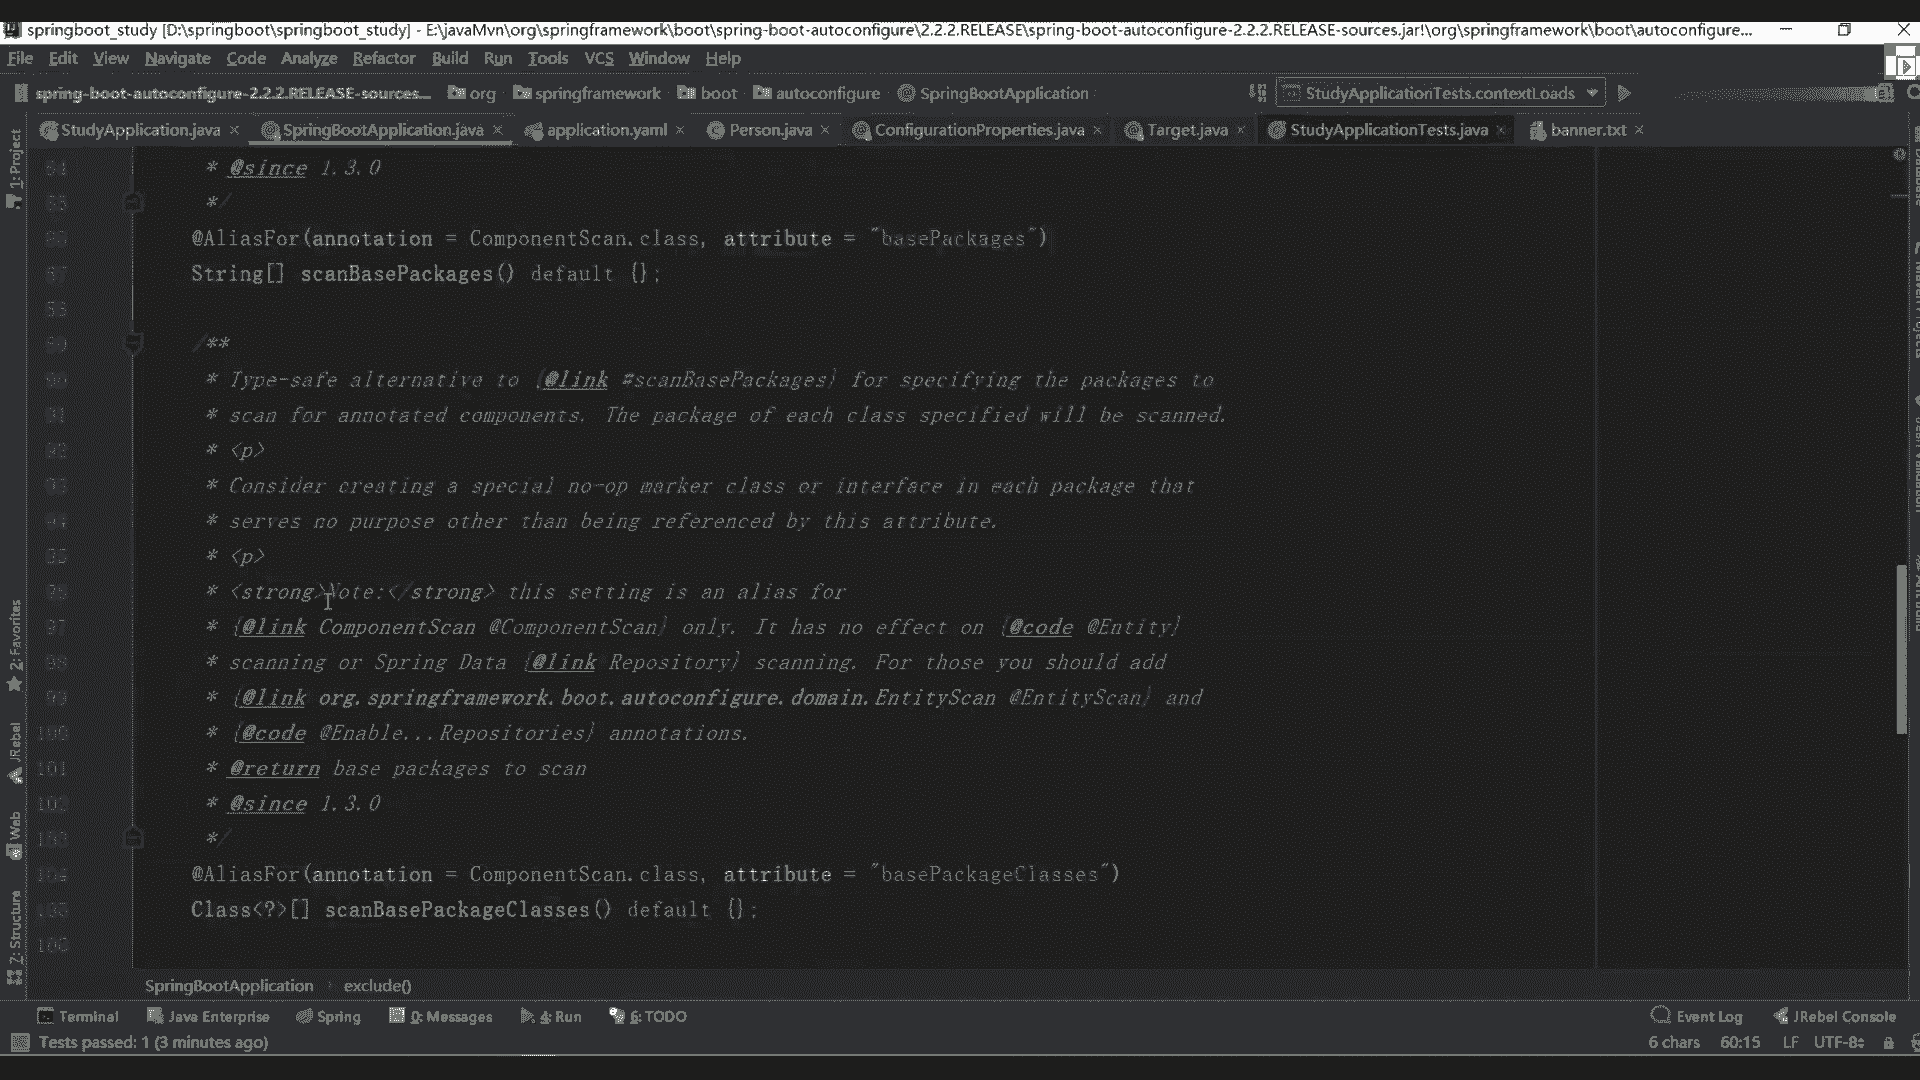 springboot_study [D:\springboot\springboot_study] - E:\javaMvn\org\springframework\boot\spring-boot-autoconfigure\2.2.2.RELEASE\spring-boot-autoconfigure-2.2.2.RELEASE-sources.jar!\org\springframework\boot\autoconfigure...
File Edit View Navigate Code Analyze Refactor Build Run Tools VCS Window Help
spring-boot-autoconfigure-2.2.2.RELEASE-sources... org springframework boot autoconfigure SpringBootApplication StudyApplicationTests.contextLoads
StudyApplication.java SpringBootApplication.java application.yaml Person.java ConfigurationProperties.java Target.java StudyApplicationTests.java banner.txt
1: Project
* @since 1.3.0
*/
@AliasFor(annotation = ComponentScan.class, attribute = "basePackages")
String[] scanBasePackages() default {};
/**
* Type-safe alternative to {@link #scanBasePackages} for specifying the packages to
* scan for annotated components. The package of each class specified will be scanned.
* <p>
* Consider creating a special no-op marker class or interface in each package that
* serves no purpose other than being referenced by this attribute.
* <p>
* <strong>Note:</strong> this setting is an alias for
* {@link ComponentScan @ComponentScan} only. It has no effect on {@code @Entity}
* scanning or Spring Data {@link Repository} scanning. For those you should add
* {@link org.springframework.boot.autoconfigure.domain.EntityScan @EntityScan} and
* {@code @Enable...Repositories} annotations.
101 * @return base packages to scan
* @since 1.3.0
*/
@AliasFor(annotation = ComponentScan.class, attribute = "basePackageClasses")
Class<?>[] scanBasePackageClasses() default {};
2: Favorites
JRebel
Web
7: Structure
SpringBootApplication exclude()
Terminal Java Enterprise Spring 0: Messages 4: Run 6: TODO Event Log JRebel Console
Tests passed: 1 (3 minutes ago) 6 chars 60:15 LF UTF-8